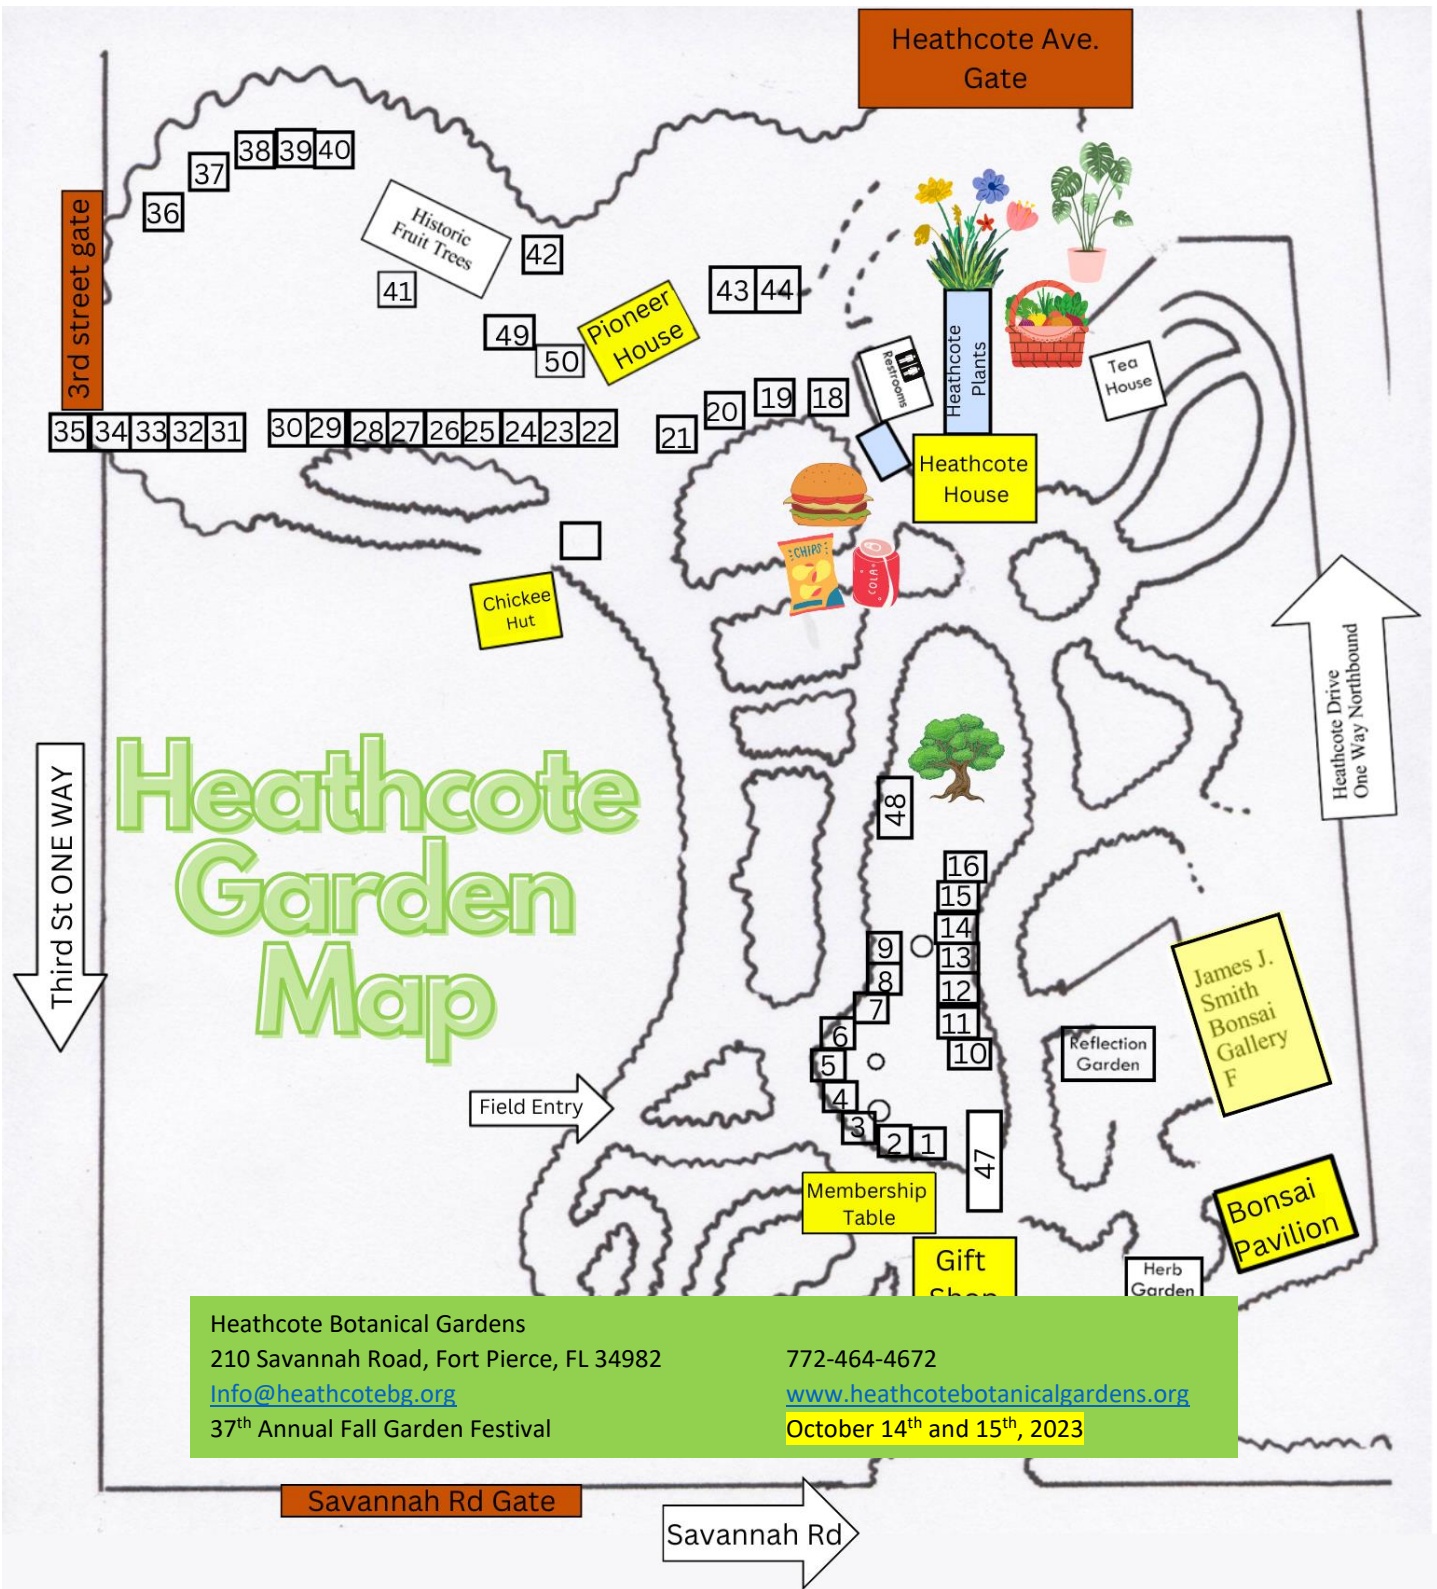 Heathcote Ave.
Gate
38 39 40
37
36
3rd street gate
Historic
Fruit Trees
42
41
43 44
49
50
Pioneer
House
Restrooms
Heathcote
Plants
Tea
House
20 19 18
21
35 34 33 32 31
30 29 28 27 26 25 24 23 22
Heathcote
House
CHIPS
COLA
Chickee
Hut
Heathcote Drive
One Way Northbound
Heathcote
Garden
Map
Third St ONE WAY
48
16
15
14
13
12
11
10
9
8
7
6
5
4
3
2
1
47
James J.
Smith
Bonsai
Gallery
F
Reflection
Garden
Field Entry
Membership
Table
Bonsai
Pavilion
Gift
Shop
Herb
Garden
Heathcote Botanical Gardens
210 Savannah Road, Fort Pierce, FL 34982 772-464-4672
Info@heathcotebg.org www.heathcotebotanicalgardens.org
37th Annual Fall Garden Festival October 14th and 15th, 2023
Savannah Rd Gate
Savannah Rd